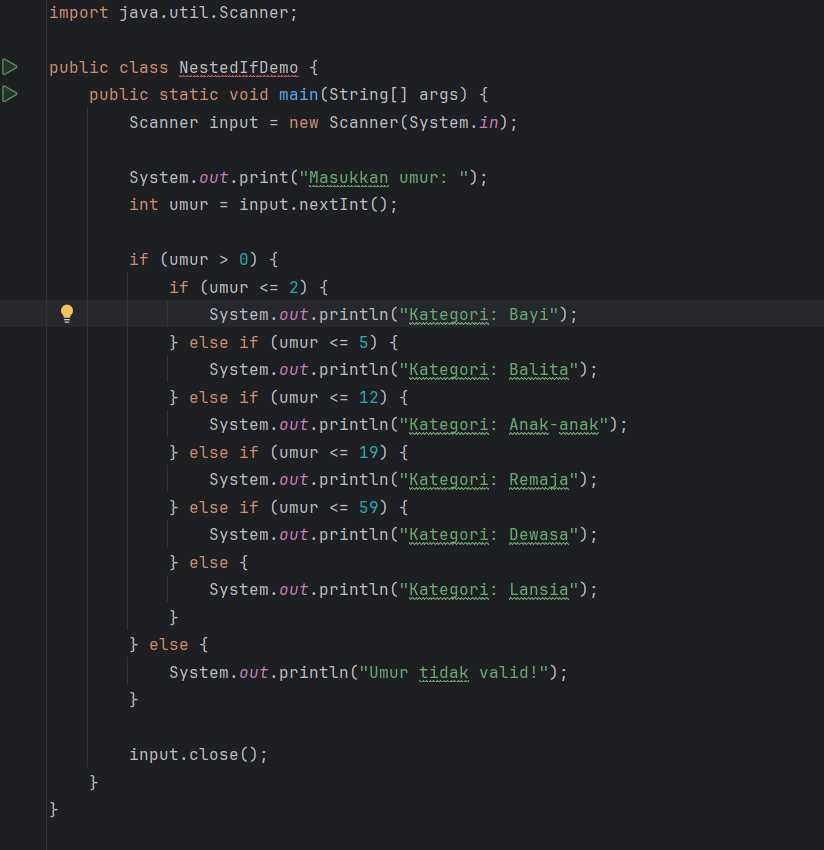 import java.util.Scanner;
public class NestedIfDemo {
public static void main(String[] args) {
Scanner input = new Scanner(System.in);
System.out.print("Masukkan umur: ");
int umur = input.nextInt();
if (umur > 0) {
if (umur <= 2) {
System.out.println("Kategori: Bayi");
} else if (umur <= 5) {
System.out.println("Kategori: Balita");
} else if (umur <= 12) {
System.out.println("Kategori: Anak-anak");
} else if (umur <= 19) {
System.out.println("Kategori: Remaja");
} else if (umur <= 59) {
System.out.println("Kategori: Dewasa");
} else {
System.out.println("Kategori: Lansia");
}
} else {
System.out.println("Umur tidak valid!");
}
input.close();
}
}